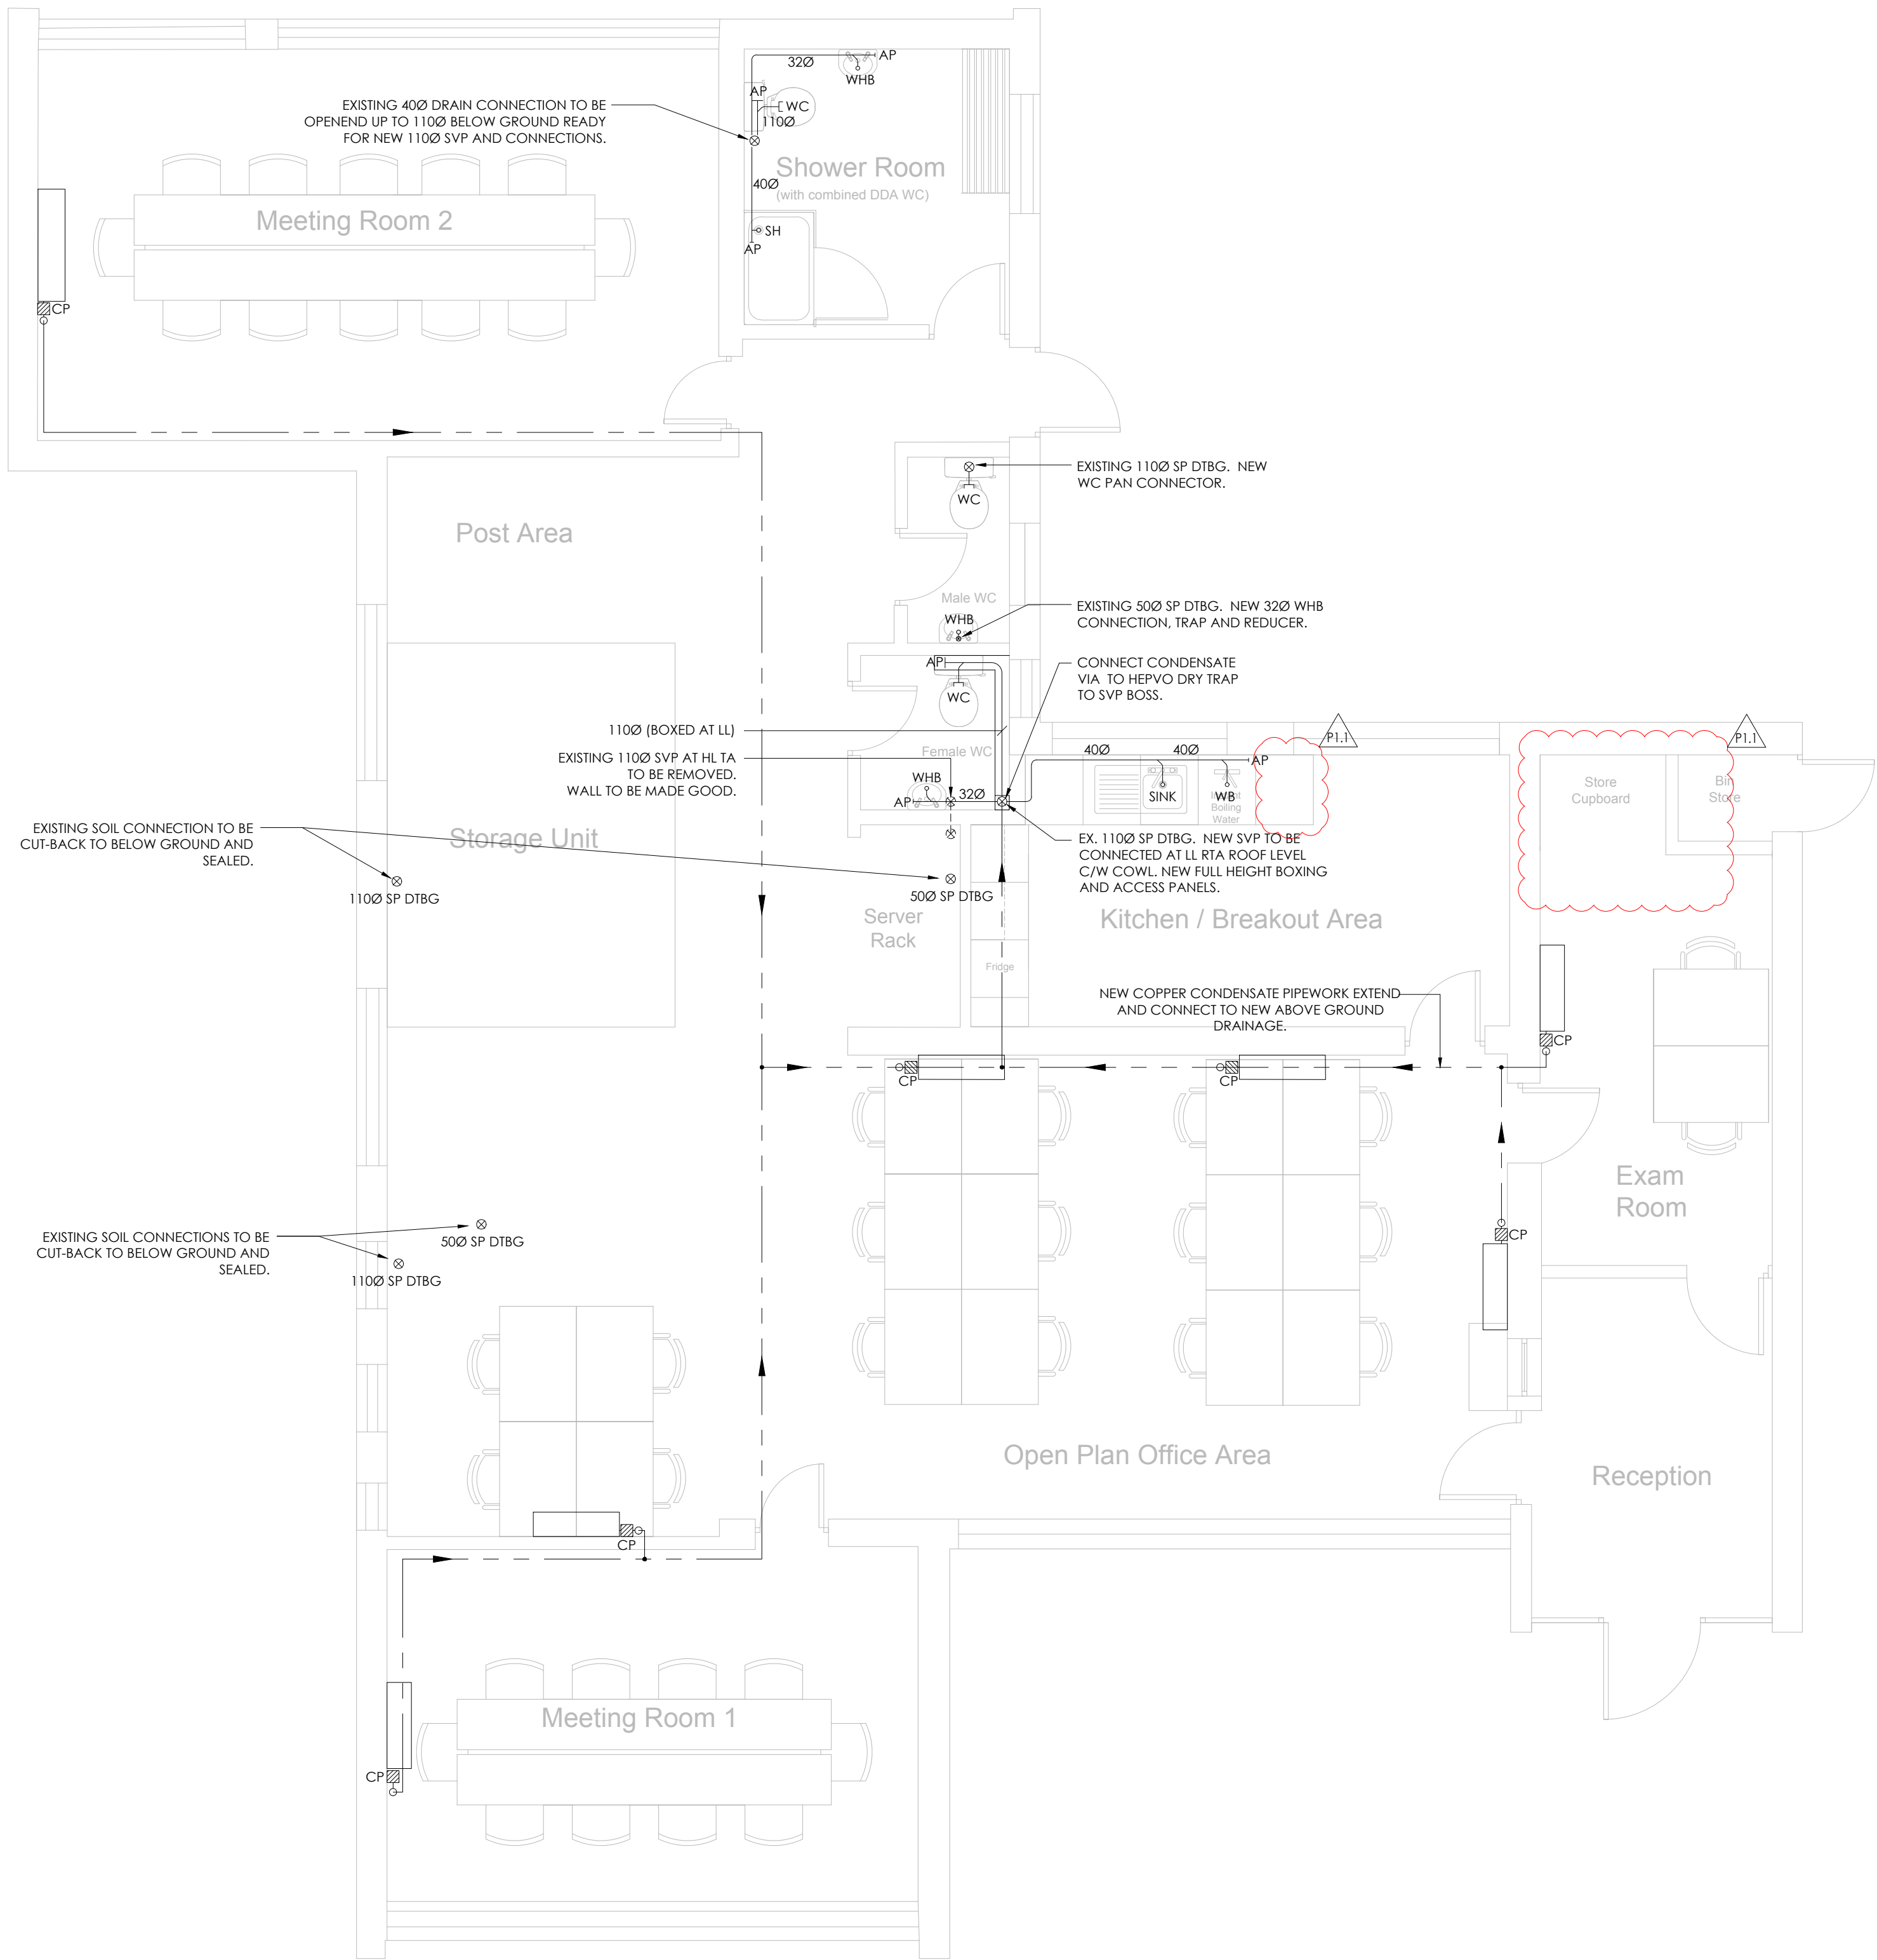 32Ø
AP
WHB
EXISTING 40Ø DRAIN CONNECTION TO BE
OPENEND UP TO 110Ø BELOW GROUND READY
FOR NEW 110Ø SVP AND CONNECTIONS.
AP
WC
110Ø
Shower Room
(with combined DDA WC)
40Ø
SH
AP
Meeting Room 2
CP
EXISTING 110Ø SP DTBG. NEW
WC PAN CONNECTOR.
WC
Post Area
Male WC
WHB
EXISTING 50Ø SP DTBG. NEW 32Ø WHB
CONNECTION, TRAP AND REDUCER.
AP
WC
CONNECT CONDENSATE
VIA TO HEPVO DRY TRAP
TO SVP BOSS.
110Ø (BOXED AT LL)
Female WC
EXISTING 110Ø SVP AT HL TA
TO BE REMOVED.
WALL TO BE MADE GOOD.
WHB
AP
32Ø
40Ø
40Ø
AP
P1.1
P1.1
SINK
WB
Boiling
Water
Store
Cupboard
Bin
Store
EXISTING SOIL CONNECTION TO BE
CUT-BACK TO BELOW GROUND AND
SEALED.
Storage Unit
110Ø SP DTBG
50Ø SP DTBG
EX. 110Ø SP DTBG. NEW SVP TO BE
CONNECTED AT LL RTA ROOF LEVEL
C/W COWL. NEW FULL HEIGHT BOXING
AND ACCESS PANELS.
Server
Rack
Kitchen / Breakout Area
Fridge
NEW COPPER CONDENSATE PIPEWORK EXTEND
AND CONNECT TO NEW ABOVE GROUND
DRAINAGE.
CP
CP
CP
Exam
Room
CP
EXISTING SOIL CONNECTIONS TO BE
CUT-BACK TO BELOW GROUND AND
SEALED.
50Ø SP DTBG
110Ø SP DTBG
Open Plan Office Area
Reception
CP
Meeting Room 1
CP